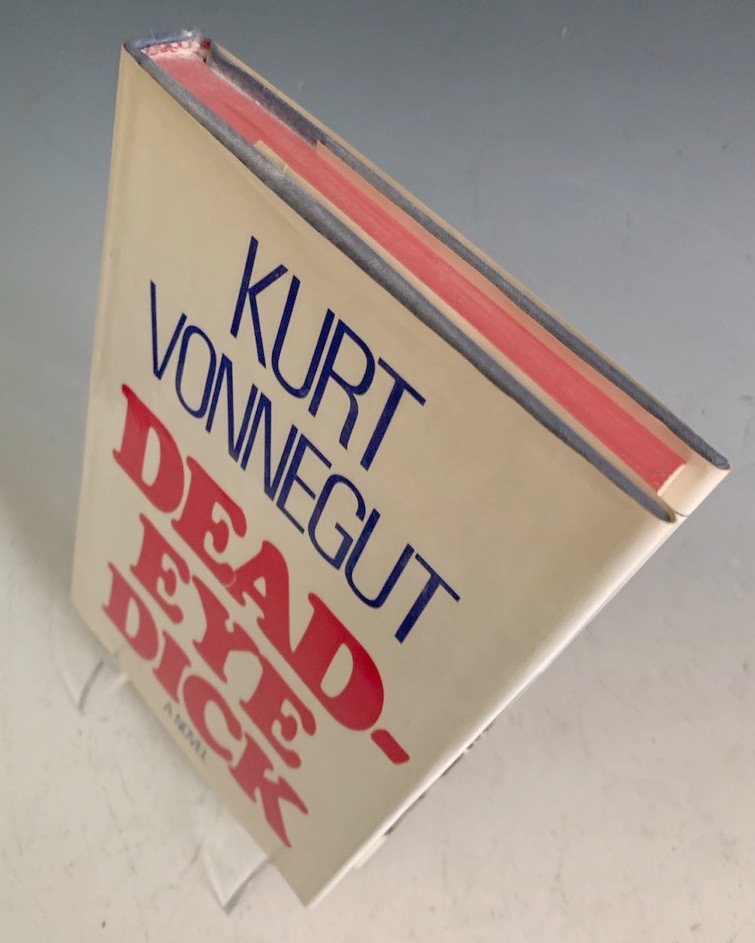 KURT
VONNEGUT
DEAD-
EYE
DICK
A NOVEL